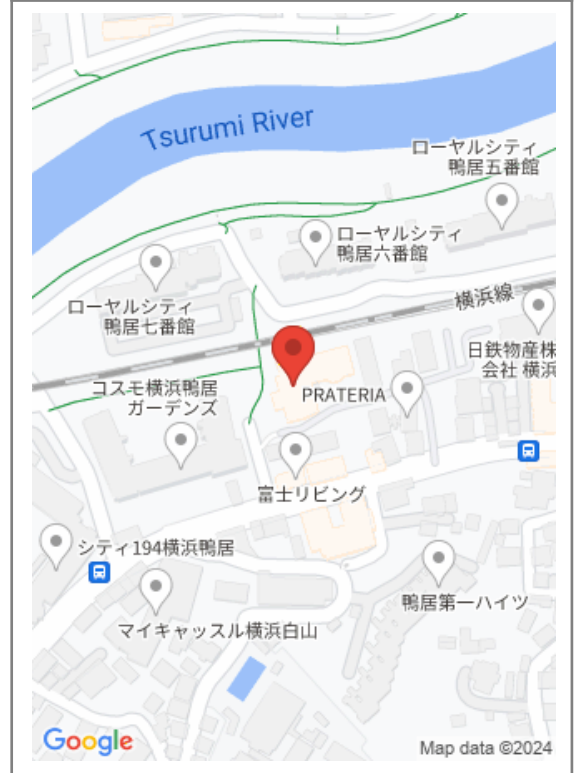 Tsurumi River
ローヤルシティ
鴨居五番館
ローヤルシティ
鴨居六番館
ローヤルシティ
鴨居七番館
横浜線
日鉄物産株
会社 横浜
コスモ横浜鴨居
ガーデンズ
PRATERIA
富士リビング
シティ194横浜鴨居
鴨居第一ハイツ
マイキャッスル横浜白山
Google
Map data ©2024